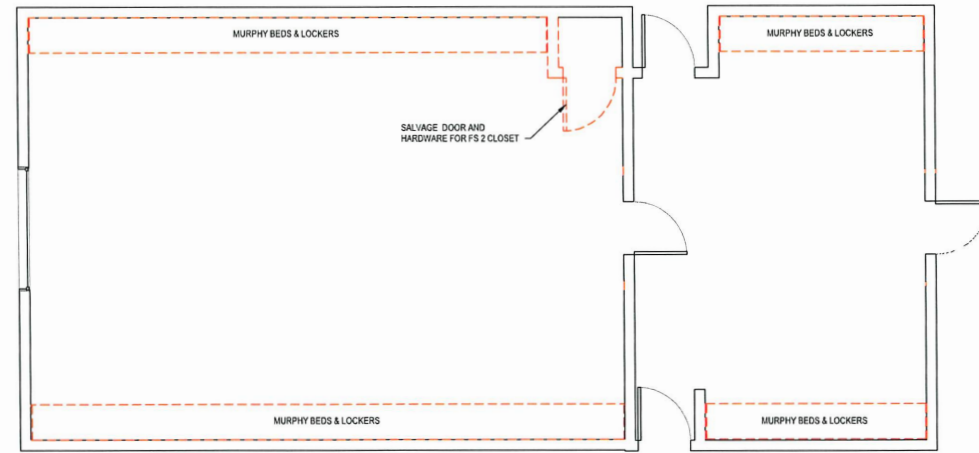 MURPHY BEDS & LOCKERS
MURPHY BEDS & LOCKERS
SALVAGE DOOR AND
HARDWARE FOR FS 2 CLOSET
MURPHY BEDS & LOCKERS
MURPHY BEDS & LOCKERS